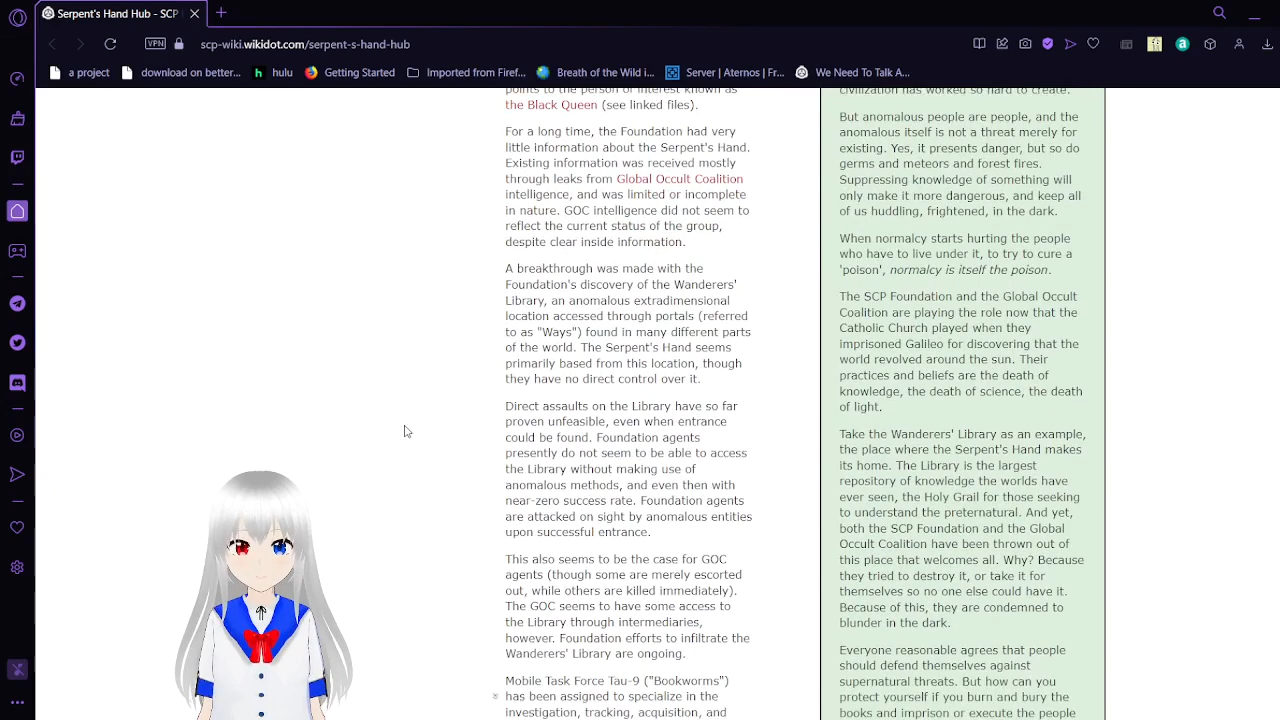 Serpent's Hand Hub - SCP
VPN
scp-wiki.wikidot.com/serpent-s-hand-hub
a project
download on better...
h
hulu
Getting Started
Imported from Firef...
Breath of the Wild i...
Server | Aternos | Fr...
We Need To Talk A...
points to the person of interest known as
the Black Queen (see linked files).
For a long time, the Foundation had very
little information about the Serpent's Hand.
Existing information was received mostly
through leaks from Global Occult Coalition
intelligence, and was limited or incomplete
in nature. GOC intelligence did not seem to
reflect the current status of the group,
despite clear inside information.
A breakthrough was made with the
Foundation's discovery of the Wanderers'
Library, an anomalous extradimensional
location accessed through portals (referred
to as "Ways") found in many different parts
of the world. The Serpent's Hand seems
primarily based from this location, though
they have no direct control over it.
Direct assaults on the Library have so far
proven unfeasible, even when entrance
could be found. Foundation agents
presently do not seem to be able to access
the Library without making use of
anomalous methods, and even then with
near-zero success rate. Foundation agents
are attacked on sight by anomalous entities
upon successful entrance.
This also seems to be the case for GOC
agents (though some are merely escorted
out, while others are killed immediately).
The GOC seems to have some access to
the Library through intermediaries,
however. Foundation efforts to infiltrate the
Wanderers' Library are ongoing.
Mobile Task Force Tau-9 ("Bookworms")
has been assigned to specialize in the
investigation, tracking, acquisition, and
civilization has worked so hard to create.
But anomalous people are people, and the
anomalous itself is not a threat merely for
existing. Yes, it presents danger, but so do
germs and meteors and forest fires.
Suppressing knowledge of something will
only make it more dangerous, and keep all
of us huddling, frightened, in the dark.
When normalcy starts hurting the people
who have to live under it, to try to cure a
'poison', normalcy is itself the poison.
The SCP Foundation and the Global Occult
Coalition are playing the role now that the
Catholic Church played when they
imprisoned Galileo for discovering that the
world revolved around the sun. Their
practices and beliefs are the death of
knowledge, the death of science, the death
of light.
Take the Wanderers' Library as an example,
the place where the Serpent's Hand makes
its home. The Library is the largest
repository of knowledge the worlds have
ever seen, the Holy Grail for those seeking
to understand the preternatural. And yet,
both the SCP Foundation and the Global
Occult Coalition have been thrown out of
this place that welcomes all. Why? Because
they tried to destroy it, or take it for
themselves so no one else could have it.
Because of this, they are condemned to
blunder in the dark.
Everyone reasonable agrees that people
should defend themselves against
supernatural threats. But how can you
protect yourself if you burn and bury the
books and imprison or execute the people